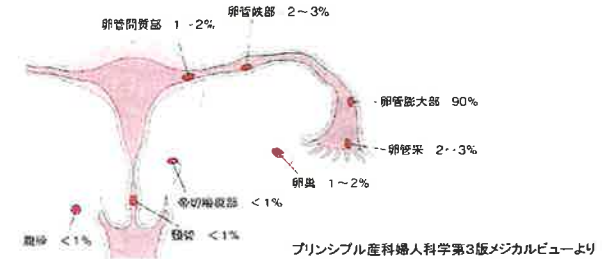 卵管峡部 2〜3%
卵管間質部 1-2%
卵管膨大部 90%
卵管采 2-3%
卵巣 1〜2%
帝切瘢痕部 <1%
頸管 <1%
<1%
プリンシプル産科婦人科学第3版メジカルビューより